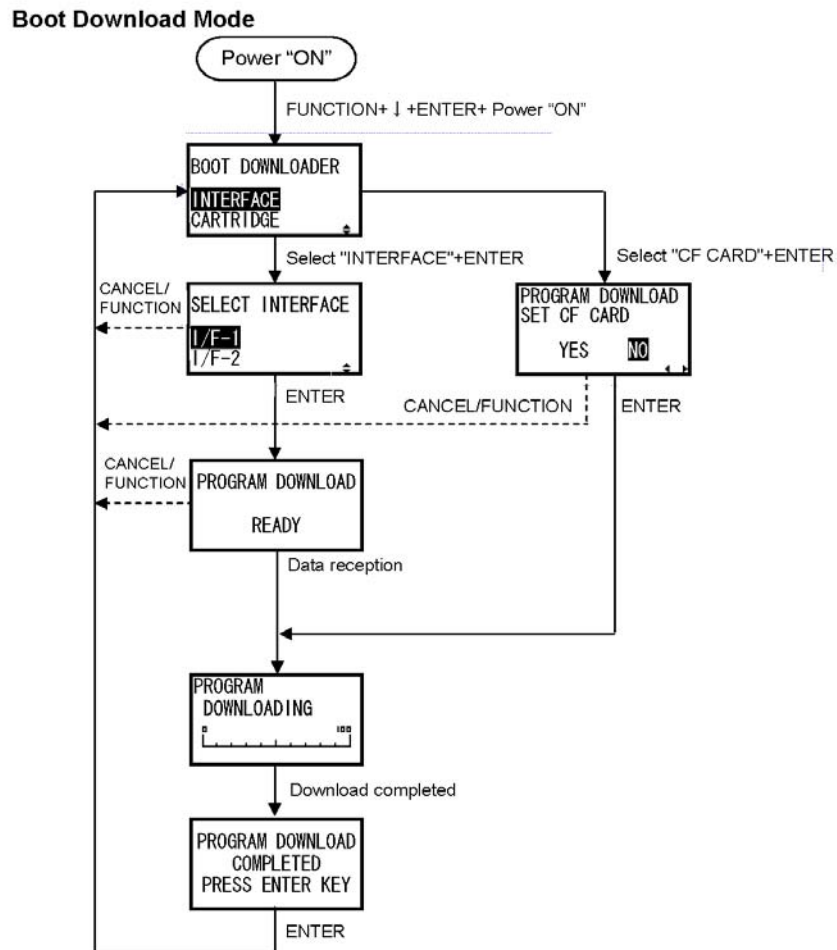 Boot Download Mode
Power “ON”
FUNCTION+ ↓ +ENTER+ Power “ON”
BOOT DOWNLOADER
INTERFACE
CARTRIDGE
Select "INTERFACE"+ENTER
Select "CF CARD"+ENTER
CANCEL/
FUNCTION
SELECT INTERFACE
I/F-1
I/F-2
PROGRAM DOWNLOAD
SET CF CARD
YES NO
ENTER
CANCEL/FUNCTION
ENTER
CANCEL/
FUNCTION
PROGRAM DOWNLOAD
READY
Data reception
PROGRAM
DOWNLOADING
0 100
Download completed
PROGRAM DOWNLOAD
COMPLETED
PRESS ENTER KEY
ENTER